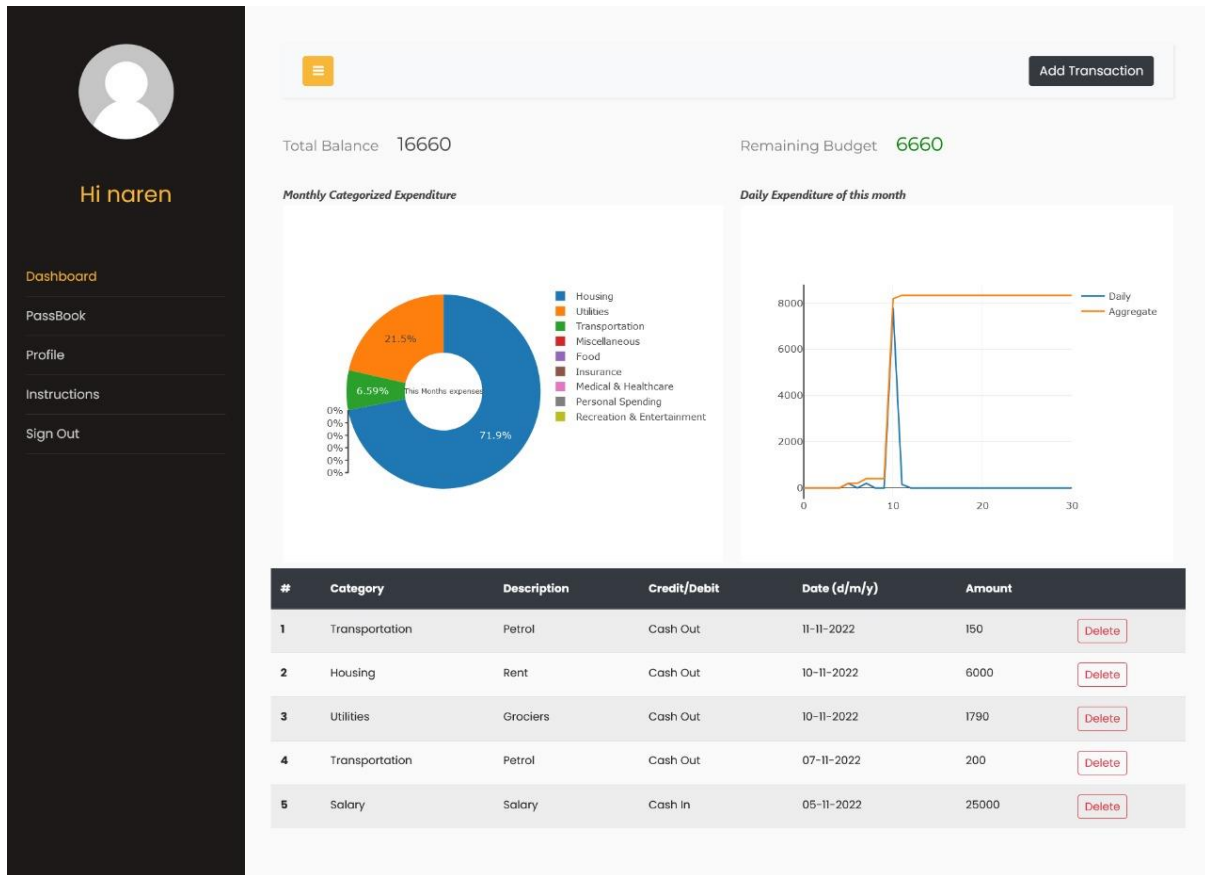 Hi naren
Dashboard
PassBook
Profile
Instructions
Sign Out
Add Transaction
Total Balance 16660
Remaining Budget 6660
Monthly Categorized Expenditure
21.5%
6.59%
This Months expenses
71.9%
0%
0%
0%
0%
0%
0%
Housing
Utilities
Transportation
Miscellaneous
Food
Insurance
Medical & Healthcare
Personal Spending
Recreation & Entertainment
Daily Expenditure of this month
8000
6000
4000
2000
0
0 10 20 30
Daily
Aggregate
# Category Description Credit/Debit Date (d/m/y) Amount
1 Transportation Petrol Cash Out 11-11-2022 150 Delete
2 Housing Rent Cash Out 10-11-2022 6000 Delete
3 Utilities Grociers Cash Out 10-11-2022 1790 Delete
4 Transportation Petrol Cash Out 07-11-2022 200 Delete
5 Salary Salary Cash In 05-11-2022 25000 Delete